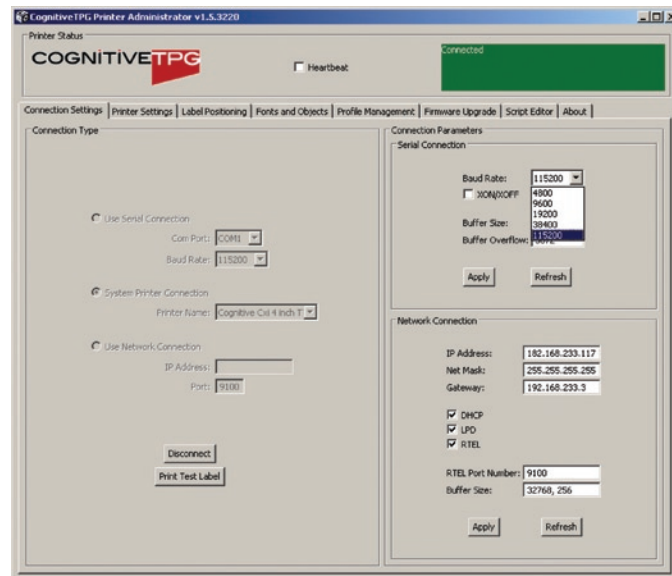 CognitiveTPG Printer Administrator v1.5.3220
Printer Status
COGNITIVETPG
Heartbeat
Connected
Connection Settings Printer Settings Label Positioning Fonts and Objects Profile Management Firmware Upgrade Script Editor About
Connection Type
Use Serial Connection
Com Port: COM1
Baud Rate: 115200
System Printer Connection
Printer Name: Cognitive Cxi 4 inch T
Use Network Connection
IP Address:
Port: 9100
Disconnect
Print Test Label
Connection Parameters
Serial Connection
Baud Rate: 115200
XON/XOFF
4800
9600
19200
38400
115200
Buffer Size:
Buffer Overflow:
Apply Refresh
Network Connection
IP Address: 182.168.233.117
Net Mask: 255.255.255.255
Gateway: 192.168.233.3
DHCP
LPD
RTEL
RTEL Port Number: 9100
Buffer Size: 32768, 256
Apply Refresh